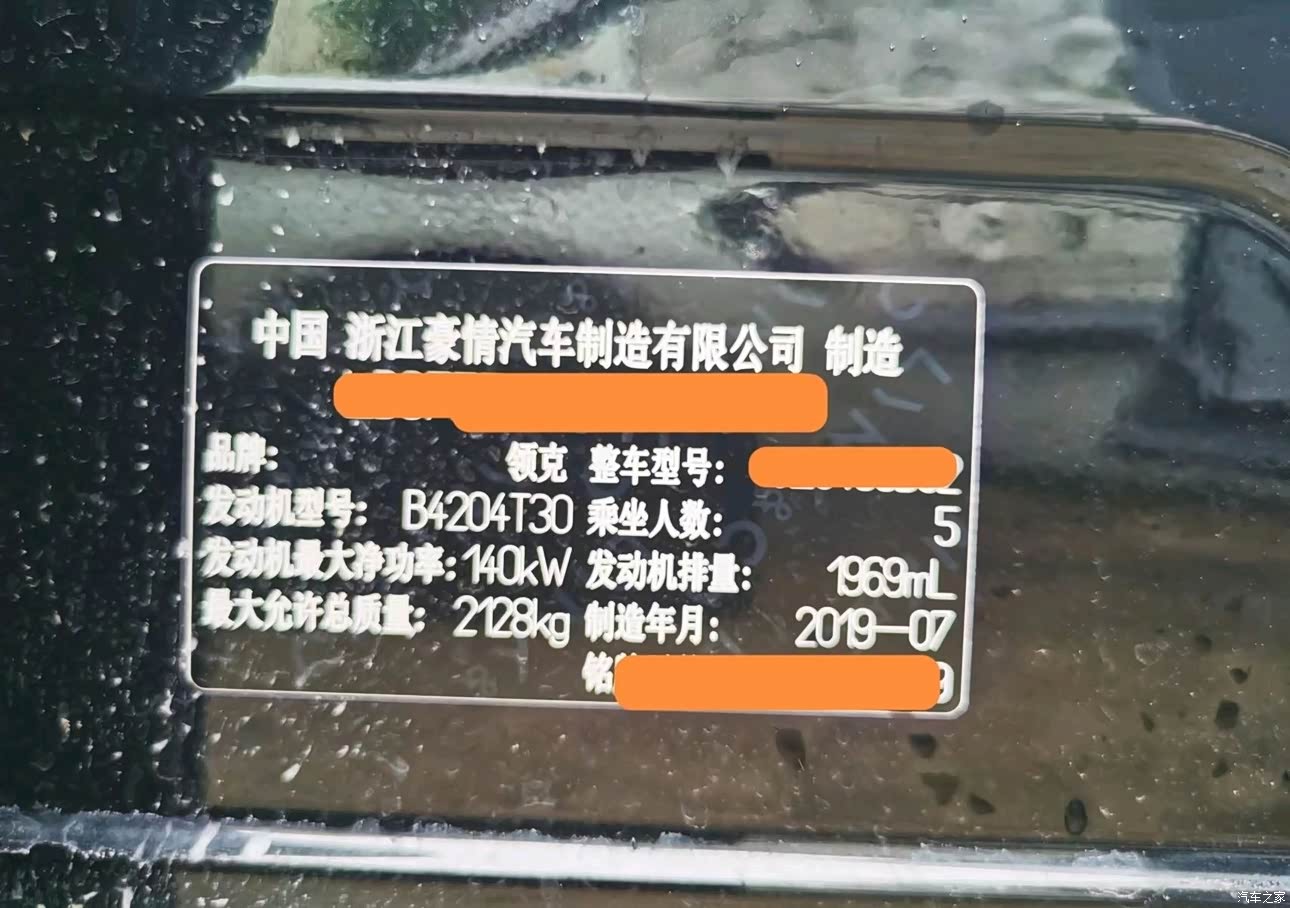 中国 浙江豪情汽车制造有限公司 制造
品牌: 领克 整车型号:
发动机型号: B4204T30 乘坐人数: 5
发动机最大净功率: 140kW 发动机排量: 1969mL
最大允许总质量: 2128kg 制造年月: 2019-07
铭
汽车之家